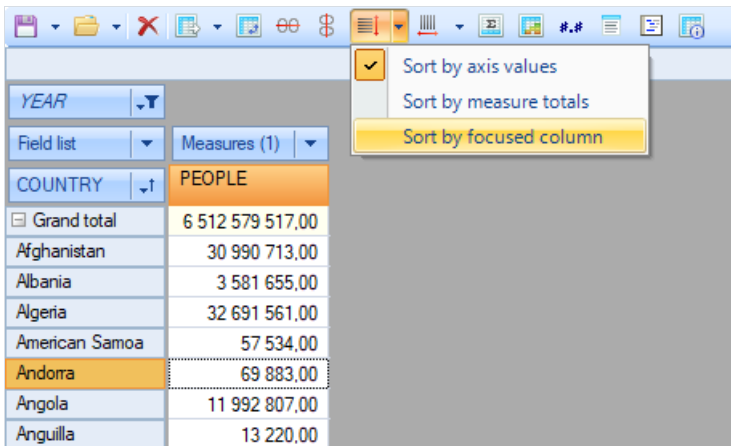 Σ #.#
Sort by axis values
Sort by measure totals
Sort by focused column
YEAR
Field list Measures (1)
COUNTRY PEOPLE
Grand total 6 512 579 517,00
Afghanistan 30 990 713,00
Albania 3 581 655,00
Algeria 32 691 561,00
American Samoa 57 534,00
Andorra 69 883,00
Angola 11 992 807,00
Anguilla 13 220,00